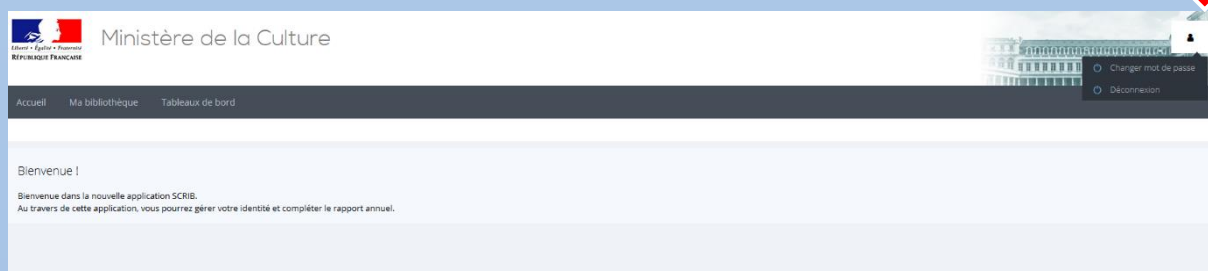 Liberté • Égalité • Fraternité
RÉPUBLIQUE FRANÇAISE
Ministère de la Culture
Changer mot de passe
Déconnexion
Accueil Ma bibliothèque Tableaux de bord
Bienvenue !
Bienvenue dans la nouvelle application SCRIB.
Au travers de cette application, vous pourrez gérer votre identité et compléter le rapport annuel.